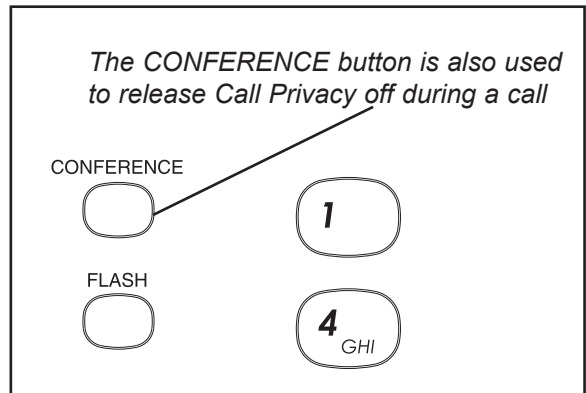 The CONFERENCE button is also used
to release Call Privacy off during a call
CONFERENCE
1
FLASH
4
GHI